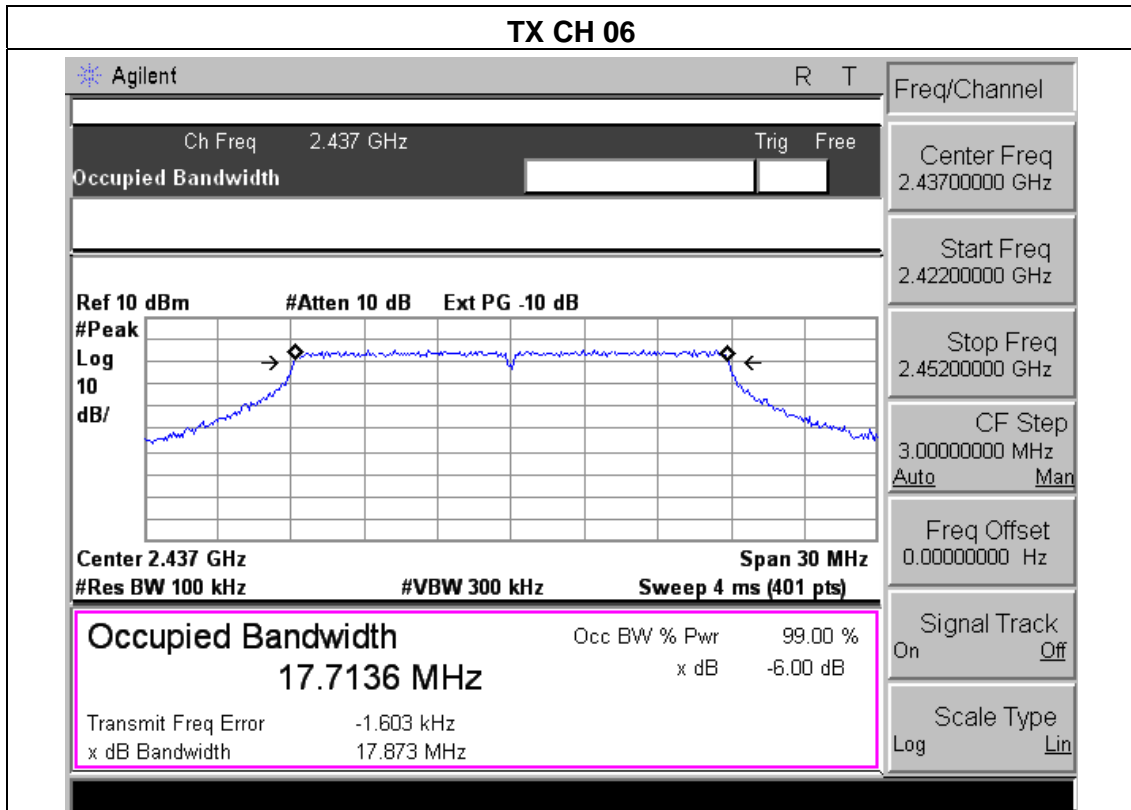 TX CH 06
Agilent R T
Ch Freq 2.437 GHz Trig Free
Occupied Bandwidth
Ref 10 dBm #Atten 10 dB Ext PG -10 dB
#Peak
Log
10
dB/
Center 2.437 GHz Span 30 MHz
#Res BW 100 kHz #VBW 300 kHz Sweep 4 ms (401 pts)
Occupied Bandwidth Occ BW % Pwr 99.00 %
17.7136 MHz x dB -6.00 dB
Transmit Freq Error -1.603 kHz
x dB Bandwidth 17.873 MHz
Freq/Channel
Center Freq
2.43700000 GHz
Start Freq
2.42200000 GHz
Stop Freq
2.45200000 GHz
CF Step
3.00000000 MHz
Auto Man
Freq Offset
0.00000000 Hz
Signal Track
On Off
Scale Type
Log Lin